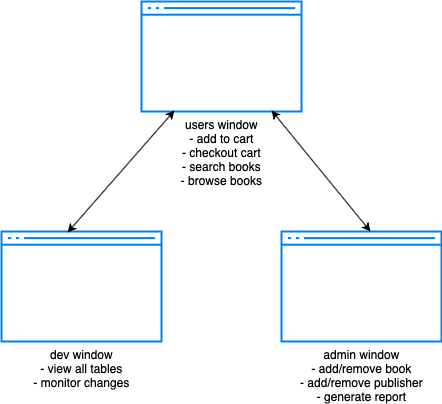 users window
- add to cart
- checkout cart
- search books
- browse books
dev window
- view all tables
- monitor changes
admin window
- add/remove book
- add/remove publisher
- generate report